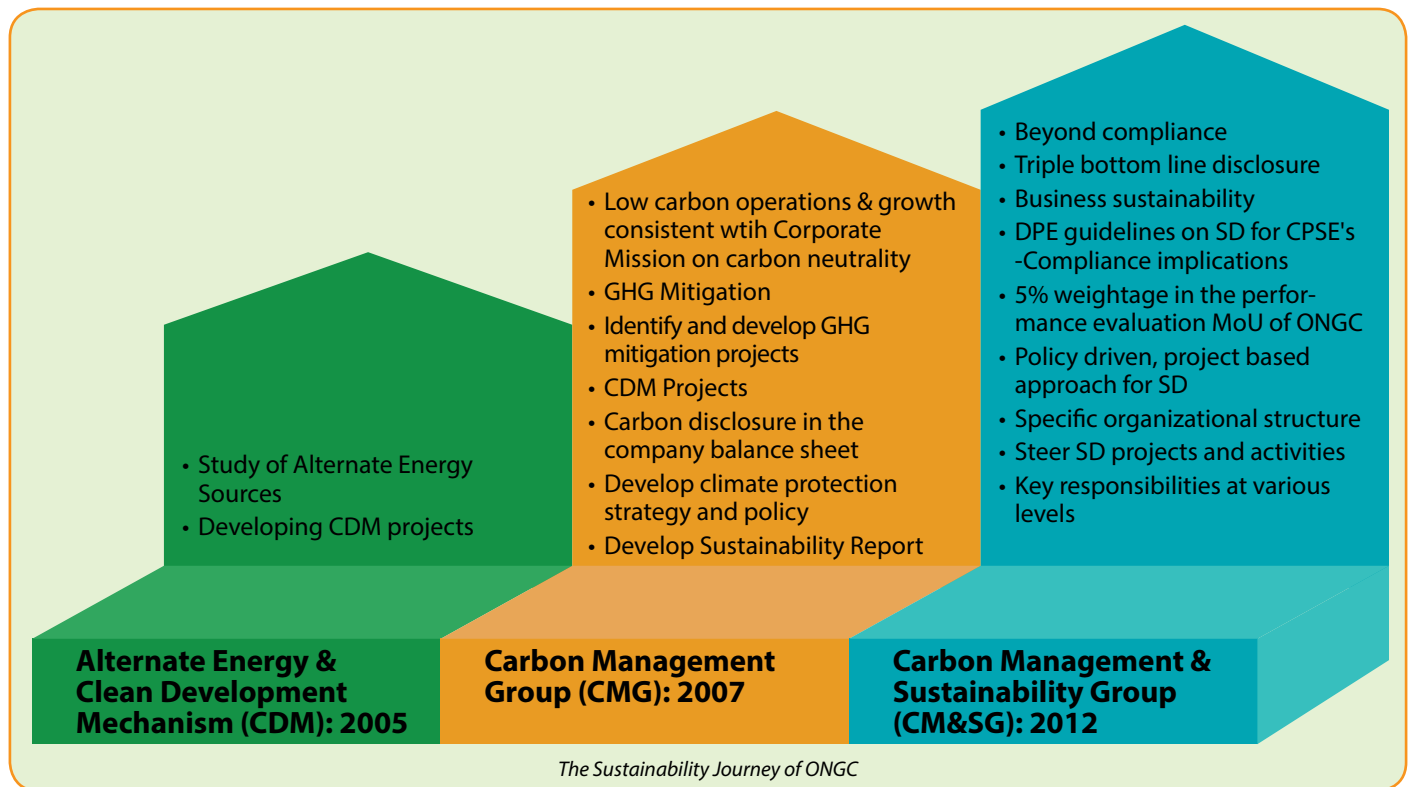 • Study of Alternate Energy
Sources
• Developing CDM projects
Alternate Energy &
Clean Development
Mechanism (CDM): 2005
• Low carbon operations & growth
consistent wtih Corporate
Mission on carbon neutrality
• GHG Mitigation
• Identify and develop GHG
mitigation projects
• CDM Projects
• Carbon disclosure in the
company balance sheet
• Develop climate protection
strategy and policy
• Develop Sustainability Report
Carbon Management
Group (CMG): 2007
• Beyond compliance
• Triple bottom line disclosure
• Business sustainability
• DPE guidelines on SD for CPSE's
-Compliance implications
• 5% weightage in the perfor-
mance evaluation MoU of ONGC
• Policy driven, project based
approach for SD
• Specific organizational structure
• Steer SD projects and activities
• Key responsibilities at various
levels
Carbon Management &
Sustainability Group
(CM&SG): 2012
The Sustainability Journey of ONGC